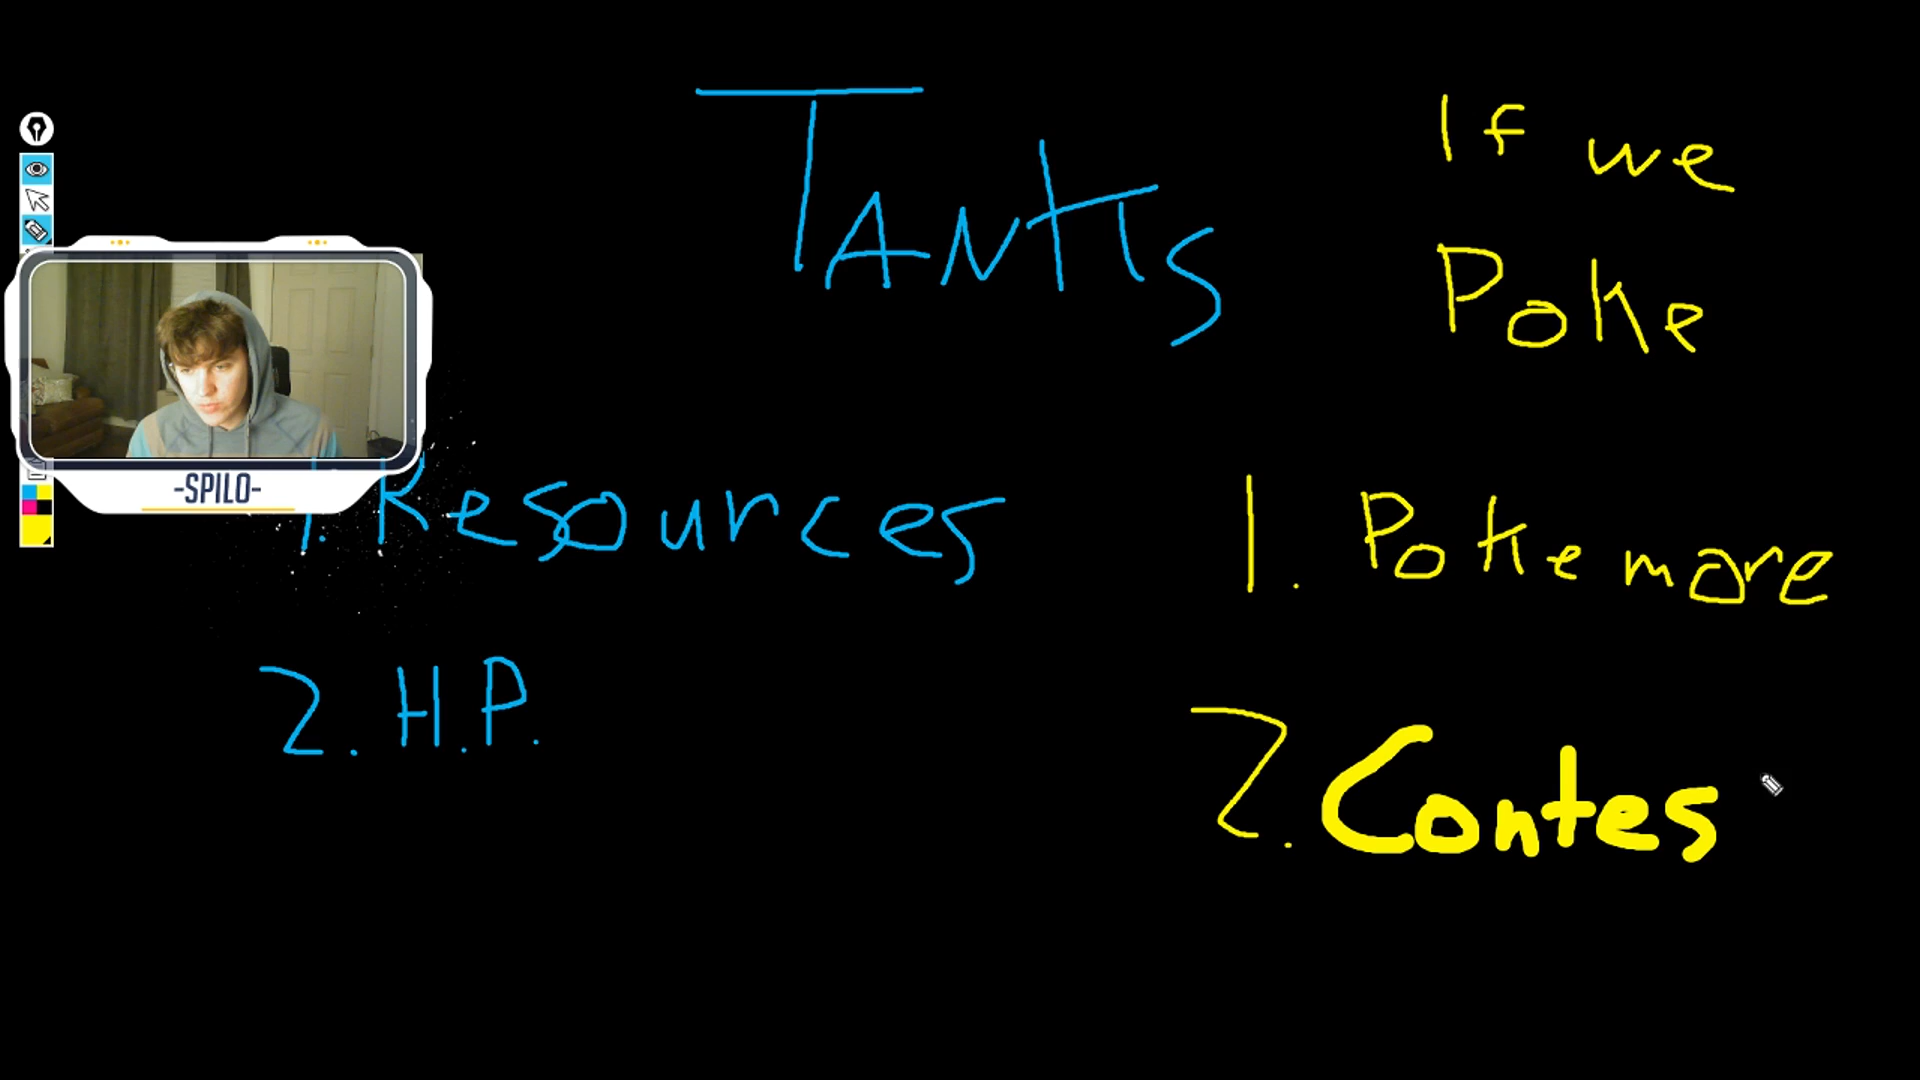 TANKS
If we
Poke
-SPILO-
1. Resources
1. Poke more
2. H.P.
2. Contes